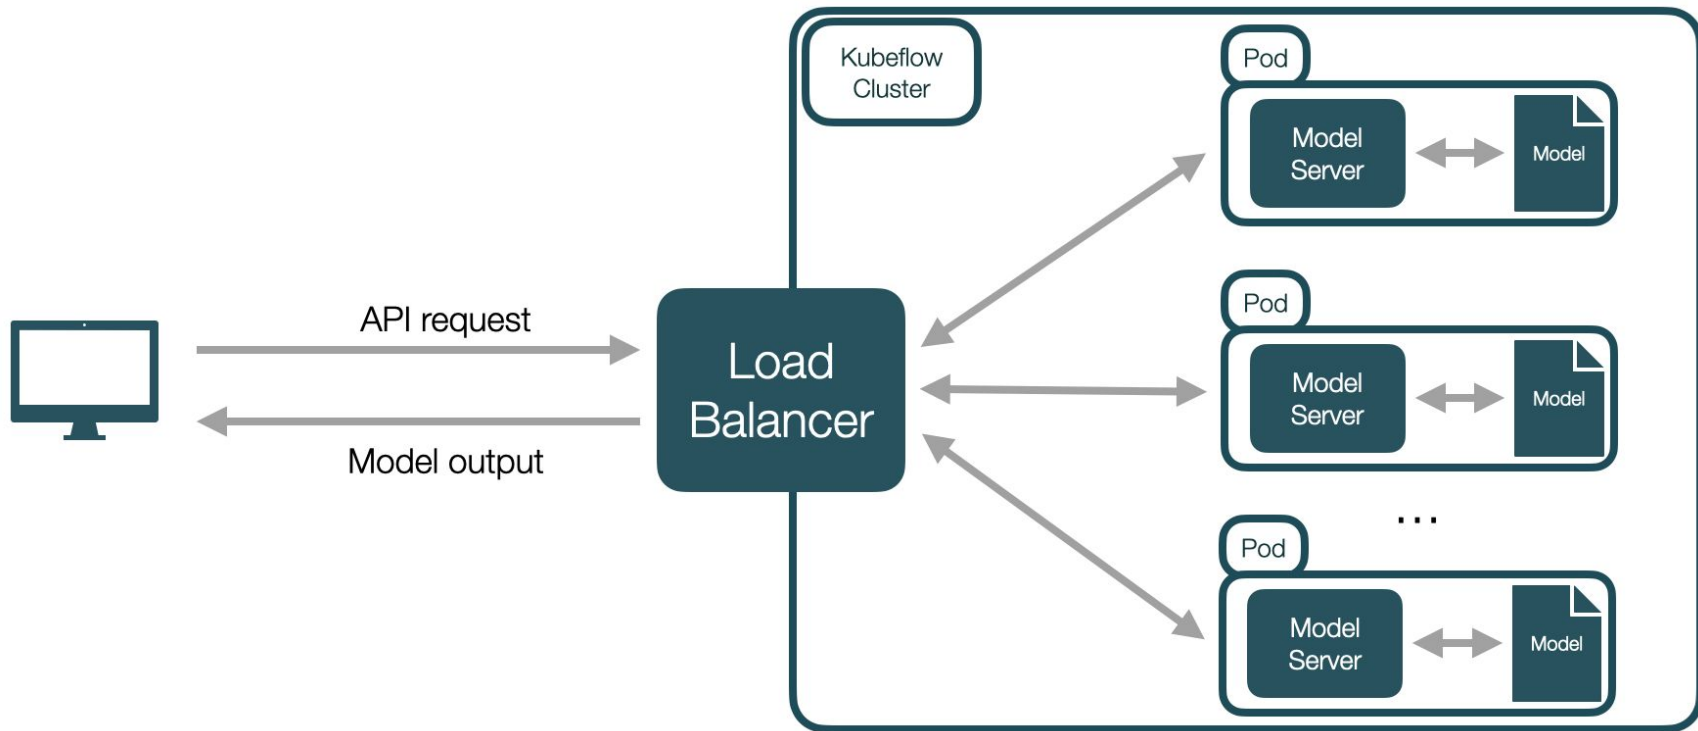 Kubeflow
Cluster
Pod
Model
Server
Model
API request
Load
Balancer
Model output
Pod
Model
Server
Model
...
Pod
Model
Server
Model